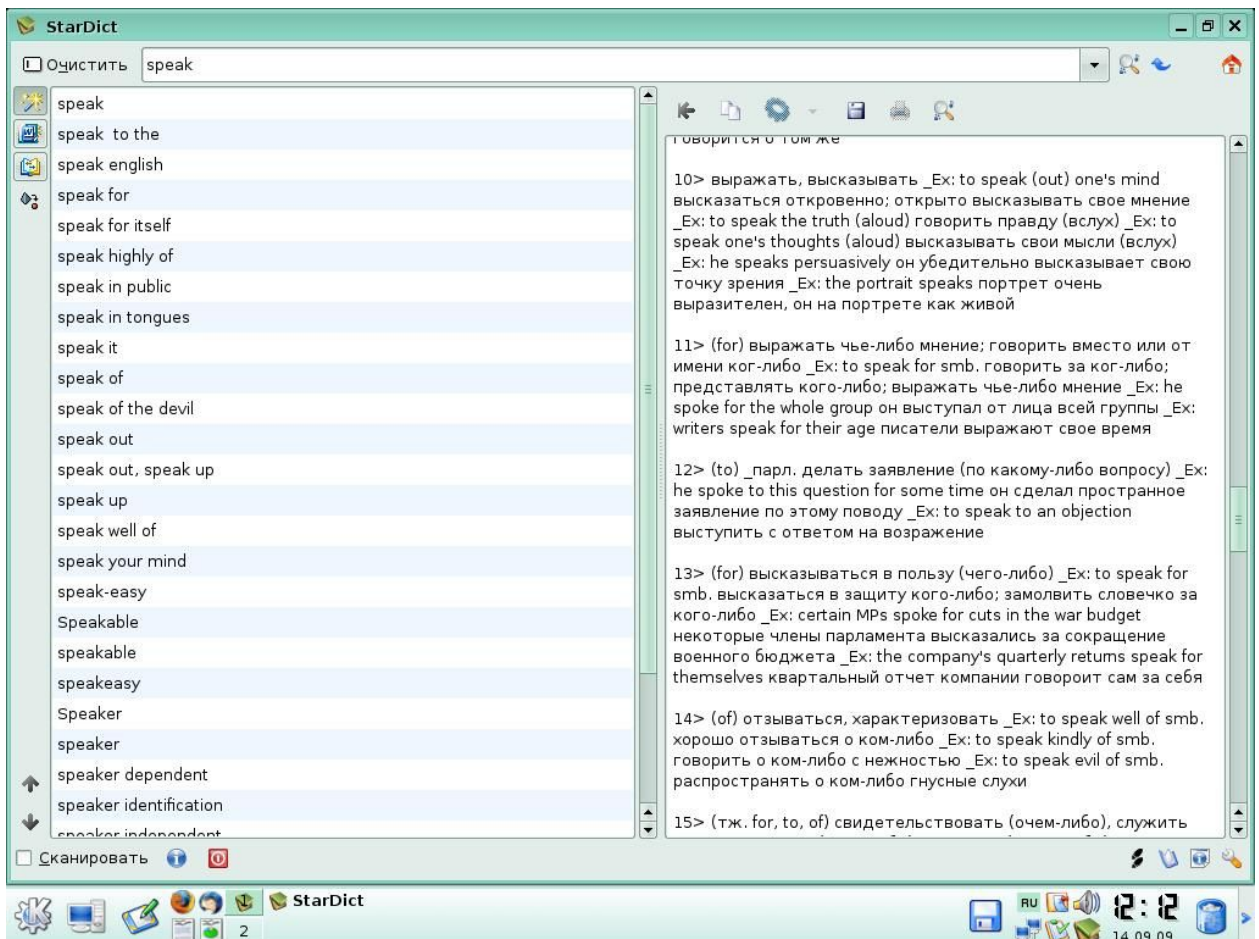 StarDict
Очистить speak
speak
speak to the
speak english
speak for
speak for itself
speak highly of
speak in public
speak in tongues
speak it
speak of
speak of the devil
speak out
speak out, speak up
speak up
speak well of
speak your mind
speak-easy
Speakable
speakable
speakeasy
Speaker
speaker
speaker dependent
speaker identification
speaker independent
говорится о том же
10> выражать, высказывать _Ex: to speak (out) one's mind
высказаться откровенно; открыто высказывать свое мнение
_Ex: to speak the truth (aloud) говорить правду (вслух) _Ex: to
speak one's thoughts (aloud) высказывать свои мысли (вслух)
_Ex: he speaks persuasively он убедительно высказывает свою
точку зрения _Ex: the portrait speaks портрет очень
выразителен, он на портрете как живой
11> (for) выражать чье-либо мнение; говорить вместо или от
имени ког-либо _Ex: to speak for smb. говорить за ког-либо;
представлять кого-либо; выражать чье-либо мнение _Ex: he
spoke for the whole group он выступал от лица всей группы _Ex:
writers speak for their age писатели выражают свое время
12> (to) _парл. делать заявление (по какому-либо вопросу) _Ex:
he spoke to this question for some time он сделал пространное
заявление по этому поводу _Ex: to speak to an objection
выступить с ответом на возражение
13> (for) высказываться в пользу (чего-либо) _Ex: to speak for
smb. высказаться в защиту кого-либо; замолвить словечко за
кого-либо _Ex: certain MPs spoke for cuts in the war budget
некоторые члены парламента высказались за сокращение
военного бюджета _Ex: the company's quarterly returns speak for
themselves квартальный отчет компании говороит сам за себя
14> (of) отзываться, характеризовать _Ex: to speak well of smb.
хорошо отзываться о ком-либо _Ex: to speak kindly of smb.
говорить о ком-либо с нежностью _Ex: to speak evil of smb.
распространять о ком-либо гнусные слухи
15> (тж. for, to, of) свидетельствовать (очем-либо), служить
Сканировать
StarDict
2
RU
12:12
14.09.09